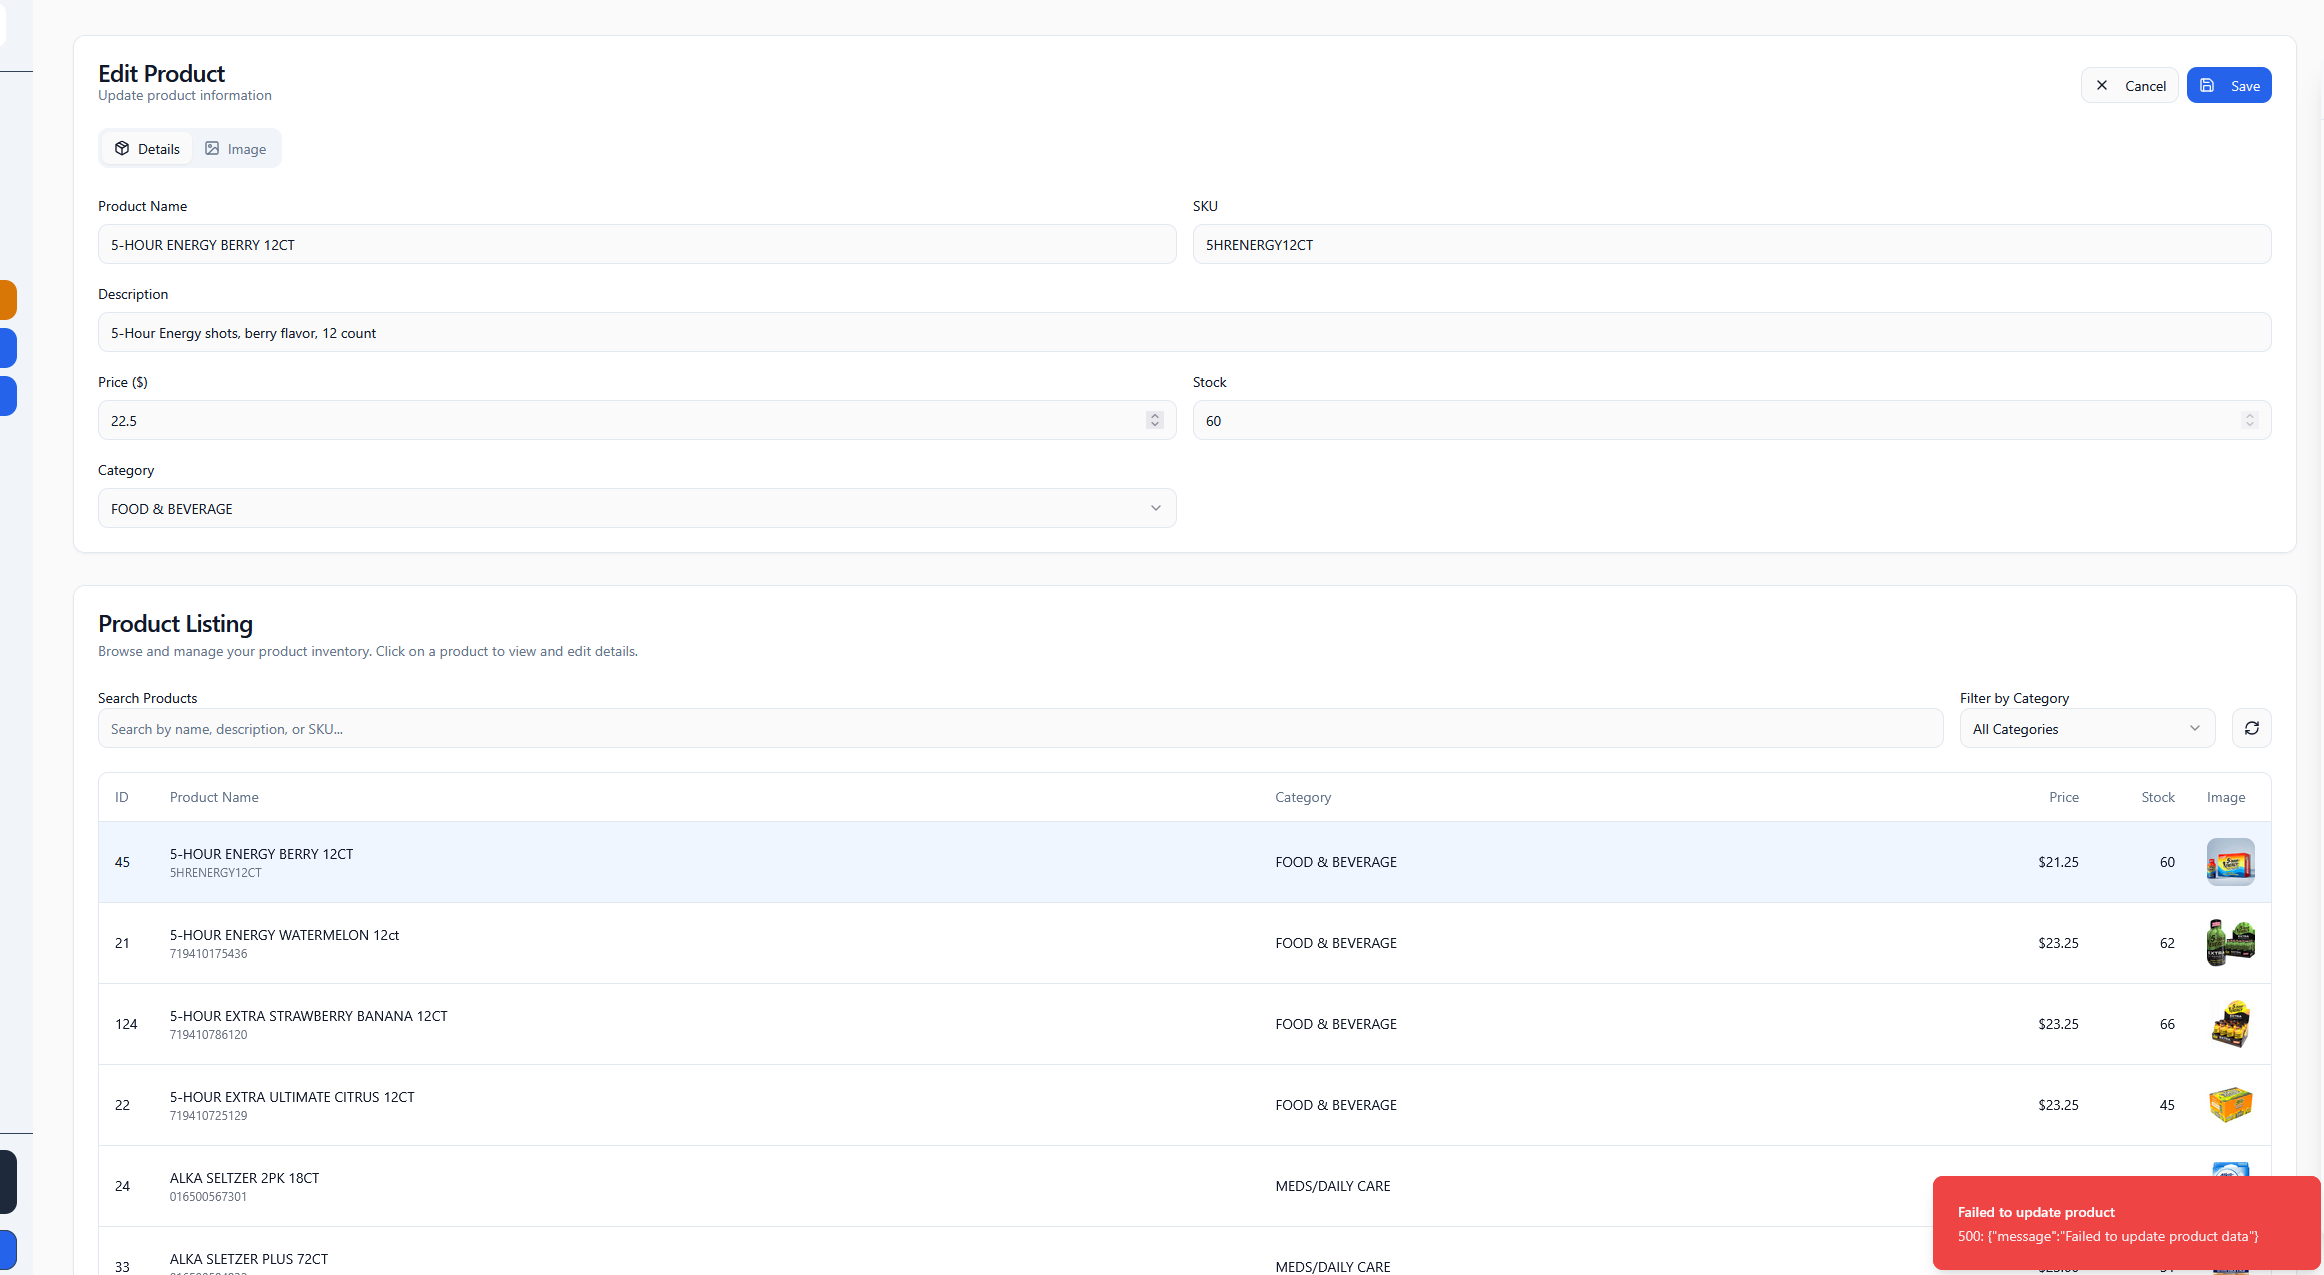 Edit Product
Update product information
Cancel
Save
Details
Image
Product Name
SKU
5-HOUR ENERGY BERRY 12CT
5HRENERGY12CT
Description
5-Hour Energy shots, berry flavor, 12 count
Price ($)
Stock
22.5
60
Category
FOOD & BEVERAGE
Product Listing
Browse and manage your product inventory. Click on a product to view and edit details.
Search Products
Filter by Category
Search by name, description, or SKU...
All Categories
ID Product Name Category Price Stock Image
45 5-HOUR ENERGY BERRY 12CT FOOD & BEVERAGE $21.25 60
5HRENERGY12CT
21 5-HOUR ENERGY WATERMELON 12ct FOOD & BEVERAGE $23.25 62
719410175436
124 5-HOUR EXTRA STRAWBERRY BANANA 12CT FOOD & BEVERAGE $23.25 66
719410786120
22 5-HOUR EXTRA ULTIMATE CITRUS 12CT FOOD & BEVERAGE $23.25 45
719410725129
24 ALKA SELTZER 2PK 18CT MEDS/DAILY CARE
016500567301
33 ALKA SLETZER PLUS 72CT MEDS/DAILY CARE
Failed to update product
500: {"message":"Failed to update product data"}